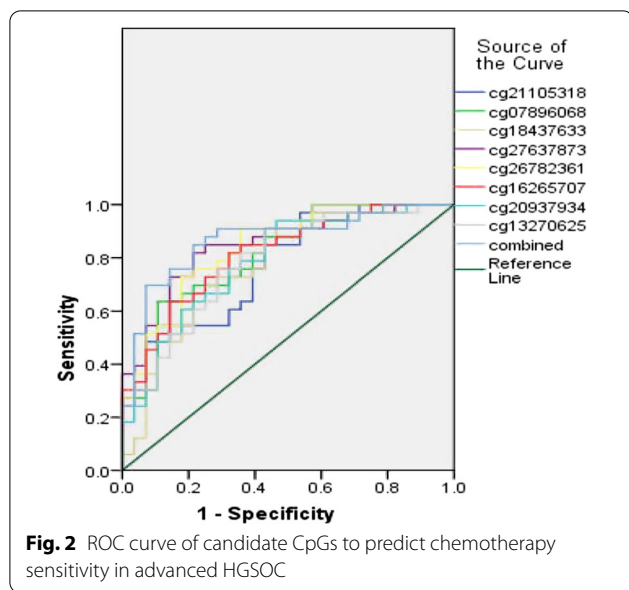 Source of
the Curve
cg21105318
cg07896068
cg18437633
cg27637873
cg26782361
cg16265707
cg20937934
cg13270625
combined
Reference
Line
1.0
0.8
0.6
0.4
0.2
0.0
Sensitivity
0.0 0.2 0.4 0.6 0.8 1.0
1 - Specificity
Fig. 2 ROC curve of candidate CpGs to predict chemotherapy
sensitivity in advanced HGSOC